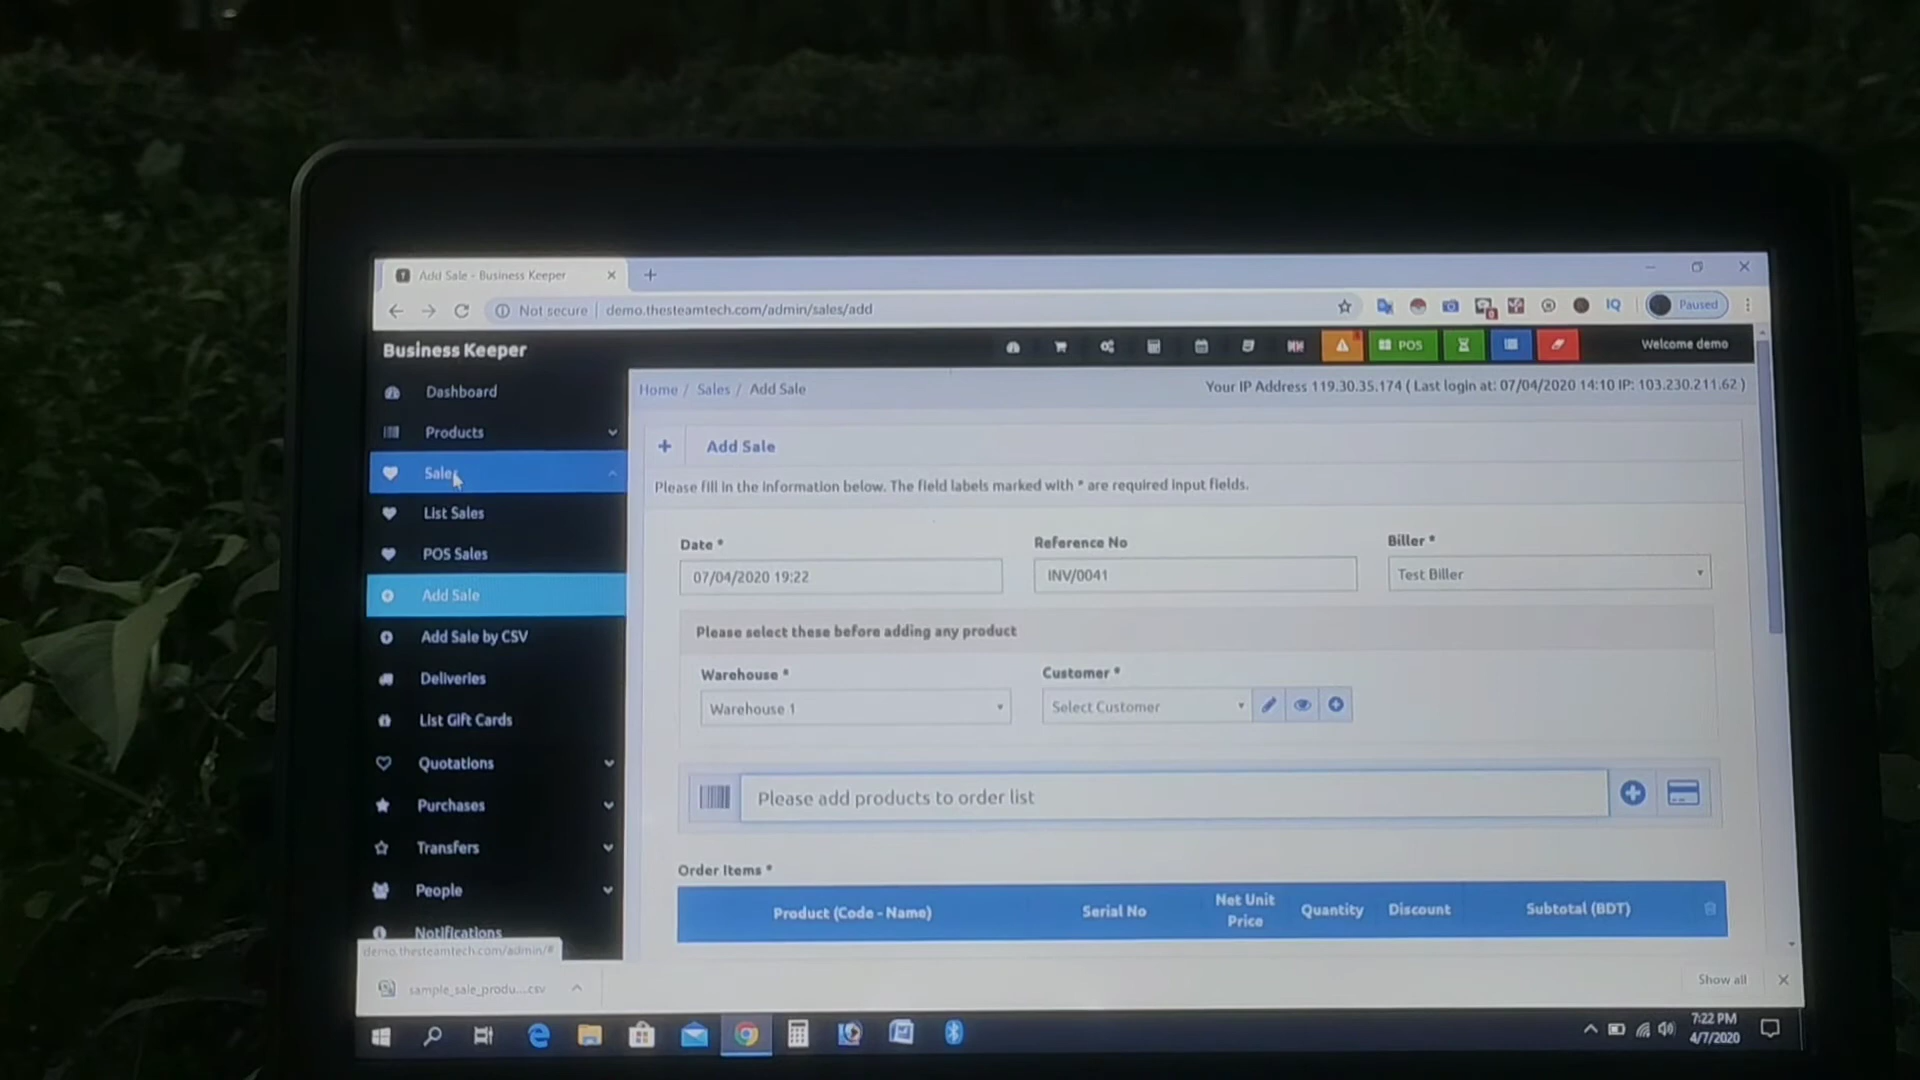 Add Sale - Business Keeper
Not secure demo.thesteamtech.com/admin/sales/add
Paused
Business Keeper
POS
Welcome demo
Home / Sales / Add Sale
Your IP Address 119.30.35.174 ( Last login at: 07/04/2020 14:10 IP: 103.230.211.62 )
Dashboard
Products
Sales
List Sales
POS Sales
Add Sale
Add Sale by CSV
Deliveries
List Gift Cards
Quotations
Purchases
Transfers
People
Notifications
Add Sale
Please fill in the information below. The field labels marked with * are required input fields.
Date *
Reference No
Biller *
07/04/2020 19:22
INV/0041
Test Biller
Please select these before adding any product
Warehouse *
Customer *
Warehouse 1
Select Customer
Please add products to order list
Order Items *
Product (Code - Name)
Serial No
Net Unit
Price
Quantity
Discount
Subtotal (BDT)
demo.thesteamtech.com/admin/#
sample_sale_produ....csv
Show all
7:22 PM
4/7/2020